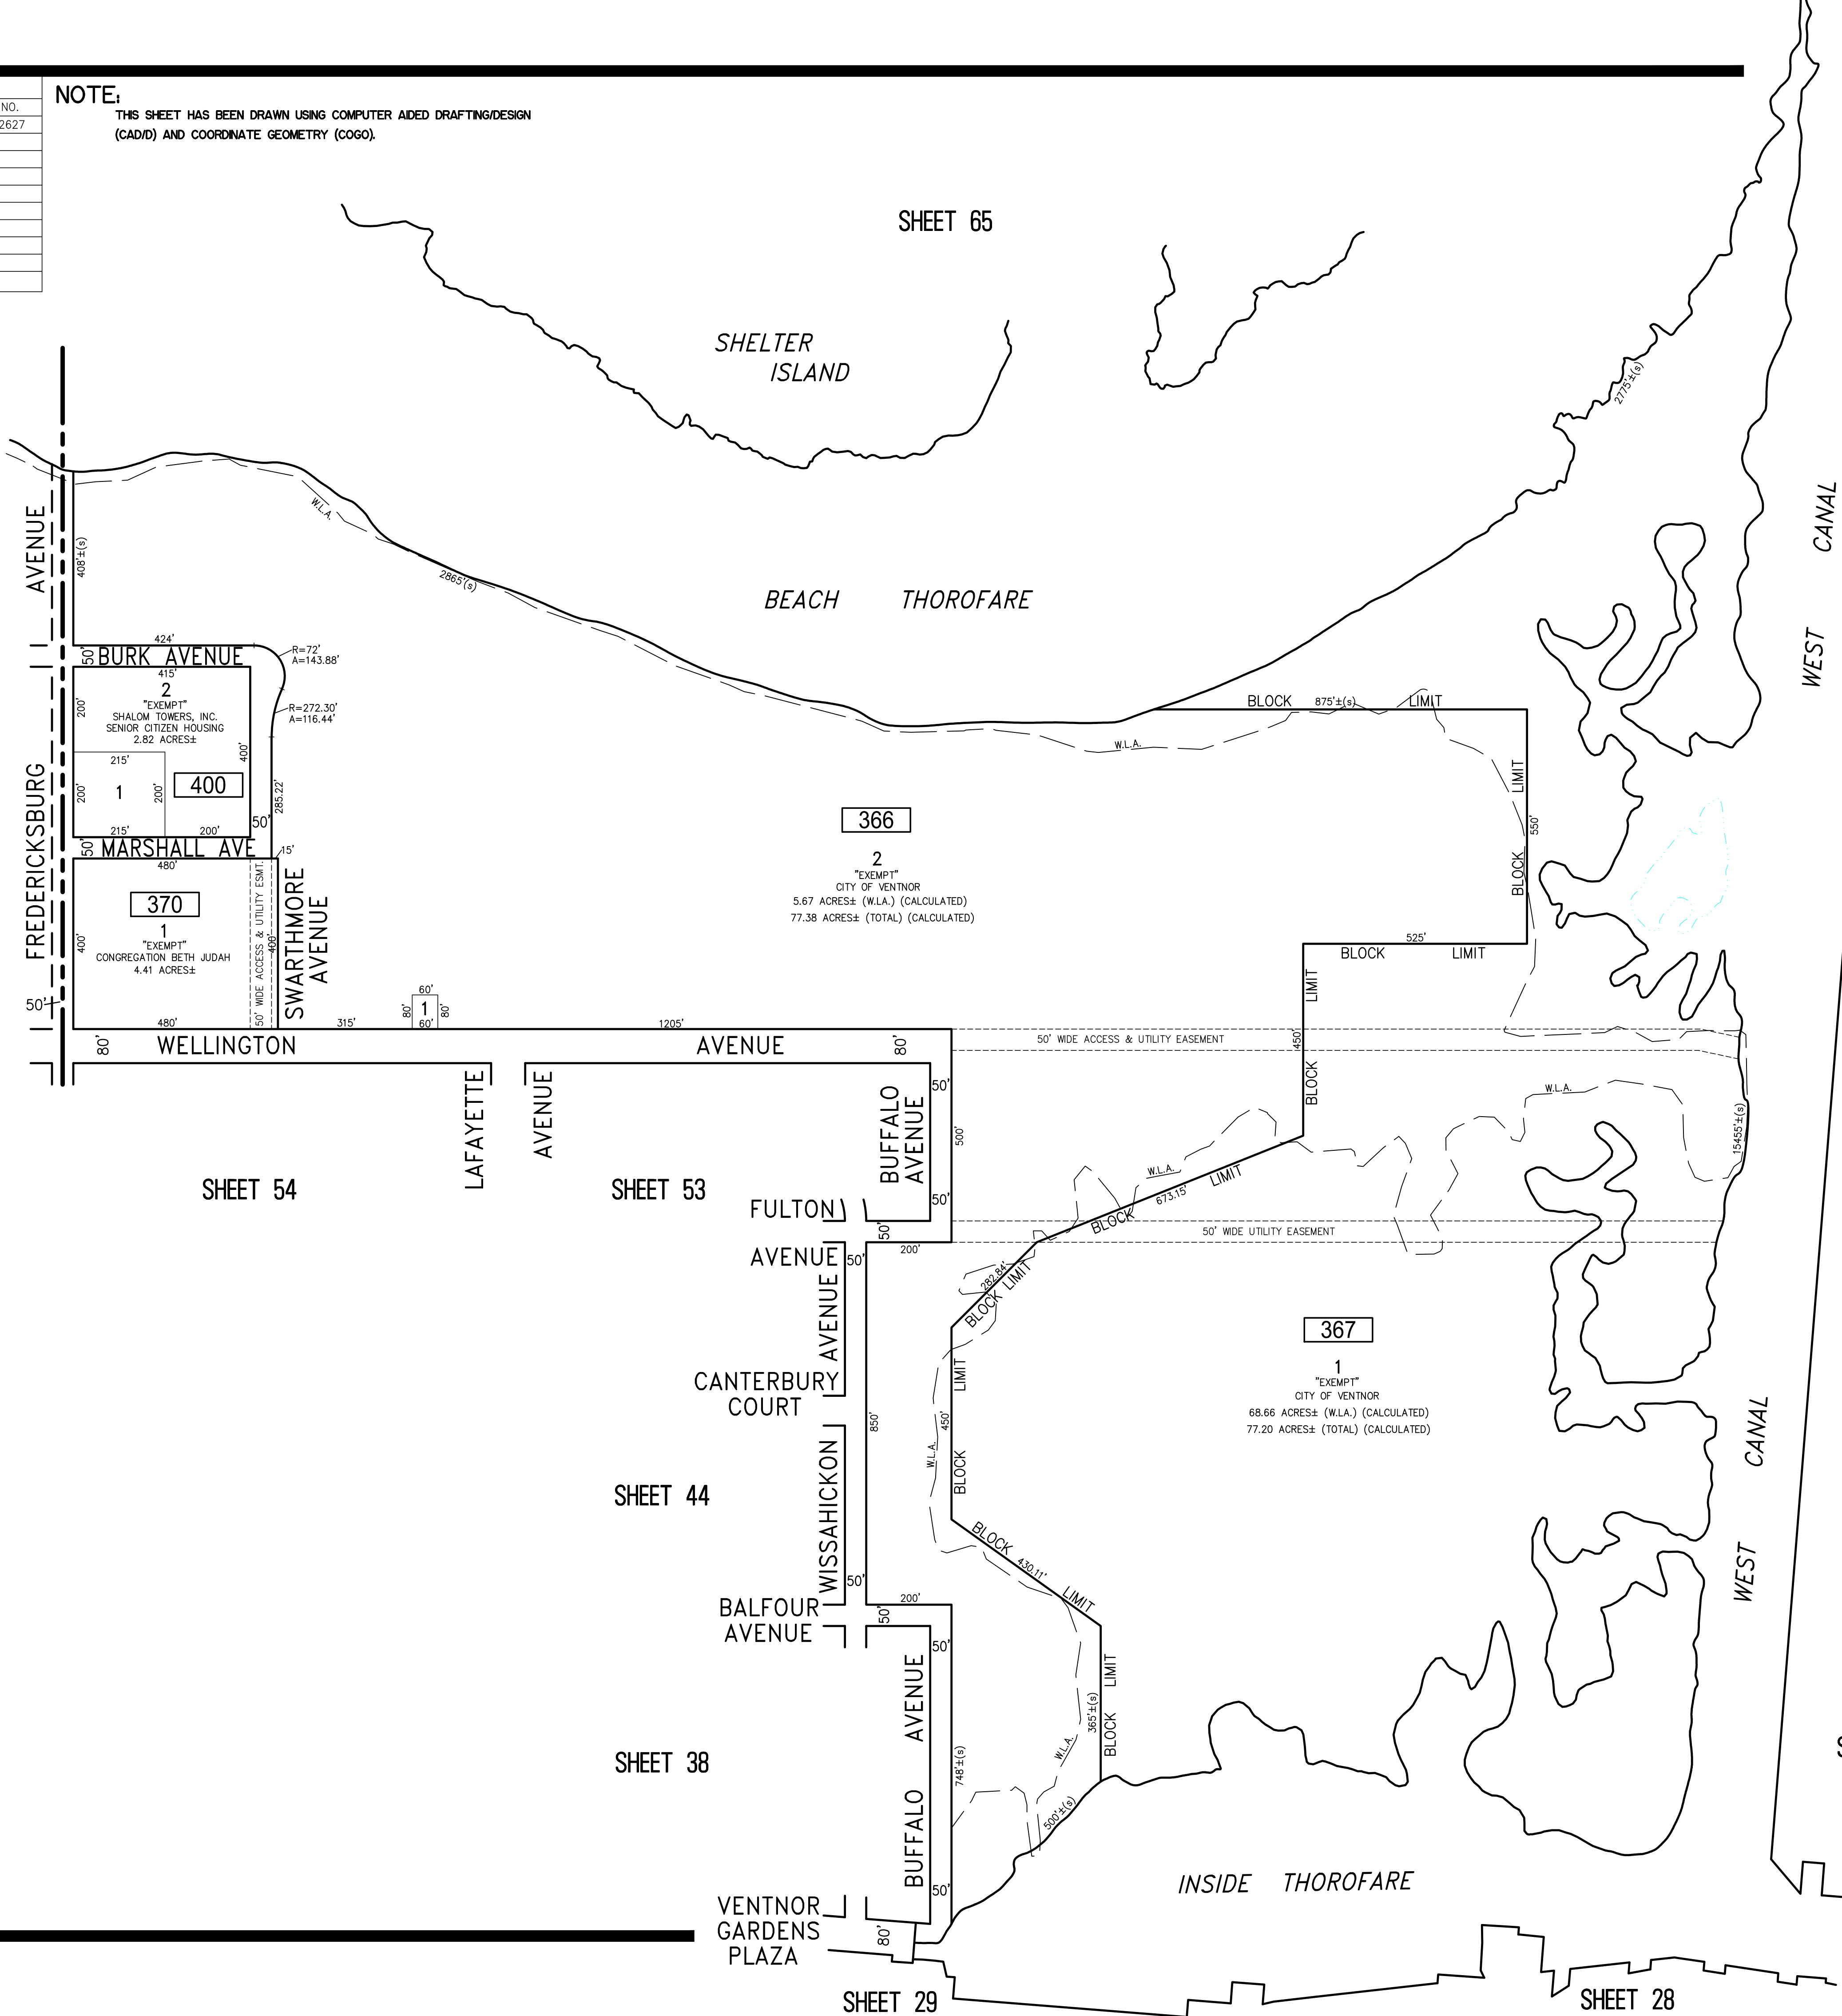 NO.
2627
NOTE:
THIS SHEET HAS BEEN DRAWN USING COMPUTER AIDED DRAFTING/DESIGN
(CAD/D) AND COORDINATE GEOMETRY (COGO).
SHEET 65
SHELTER
ISLAND
2775'±(s)
WEST CANAL
BEACH THOROFARE
W.L.A.
2865'(s)
AVENUE
408'±(s)
424'
50'
BURK AVENUE
R=72'
A=143.88'
415'
2
"EXEMPT"
SHALOM TOWERS, INC.
SENIOR CITIZEN HOUSING
2.82 ACRES±
200'
R=272.30'
A=116.44'
400'
215'
1
200'
200'
400
285.22'
215'
200'
50'
50'
MARSHALL AVE
15'
480'
370
1
"EXEMPT"
CONGREGATION BETH JUDAH
4.41 ACRES±
400'
400'
50' WIDE ACCESS & UTILITY ESMT.
SWARTHMORE
AVENUE
FREDERICKSBURG
50'
480'
315'
60'
80'
1
80'
60'
1205'
80'
WELLINGTON
AVENUE
80'
BLOCK 875'±(s) LIMIT
W.L.A.
BLOCK LIMIT
550'
366
2
"EXEMPT"
CITY OF VENTNOR
5.67 ACRES± (W.LA.) (CALCULATED)
77.38 ACRES± (TOTAL) (CALCULATED)
525'
BLOCK LIMIT
BLOCK LIMIT
450'
50' WIDE ACCESS & UTILITY EASEMENT
W.L.A.
15455'±(s)
LAFAYETTE
AVENUE
BUFFALO
AVENUE
50'
500'
50'
SHEET 54
SHEET 53
FULTON
AVENUE
50'
200'
50'
W.L.A.
BLOCK 673.15' LIMIT
50' WIDE UTILITY EASEMENT
282.84'
BLOCK LIMIT
367
1
"EXEMPT"
CITY OF VENTNOR
68.66 ACRES± (W.LA.) (CALCULATED)
77.20 ACRES± (TOTAL) (CALCULATED)
WISSAHICKON AVENUE
CANTERBURY
COURT
850'
W.L.A.
450'
BLOCK LIMIT
WEST CANAL
SHEET 44
50'
BLOCK 430.11' LIMIT
BALFOUR
AVENUE
200'
50'
50'
BUFFALO AVENUE
BLOCK LIMIT
365'±(s)
748'±(s)
W.L.A.
500'±(s)
SHEET 38
50'
INSIDE THOROFARE
VENTNOR
GARDENS
PLAZA
80'
SHEET 29
SHEET 28